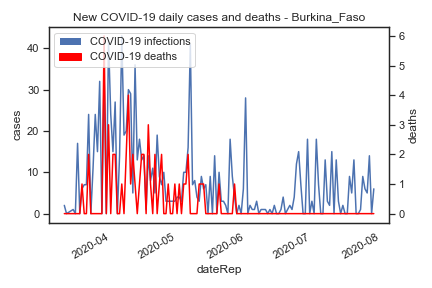 New COVID-19 daily cases and deaths - Burkina_Faso
COVID-19 infections
COVID-19 deaths
cases
40
30
20
10
0
deaths
6
5
4
3
2
1
0
2020-04
2020-05
2020-06
2020-07
2020-08
dateRep